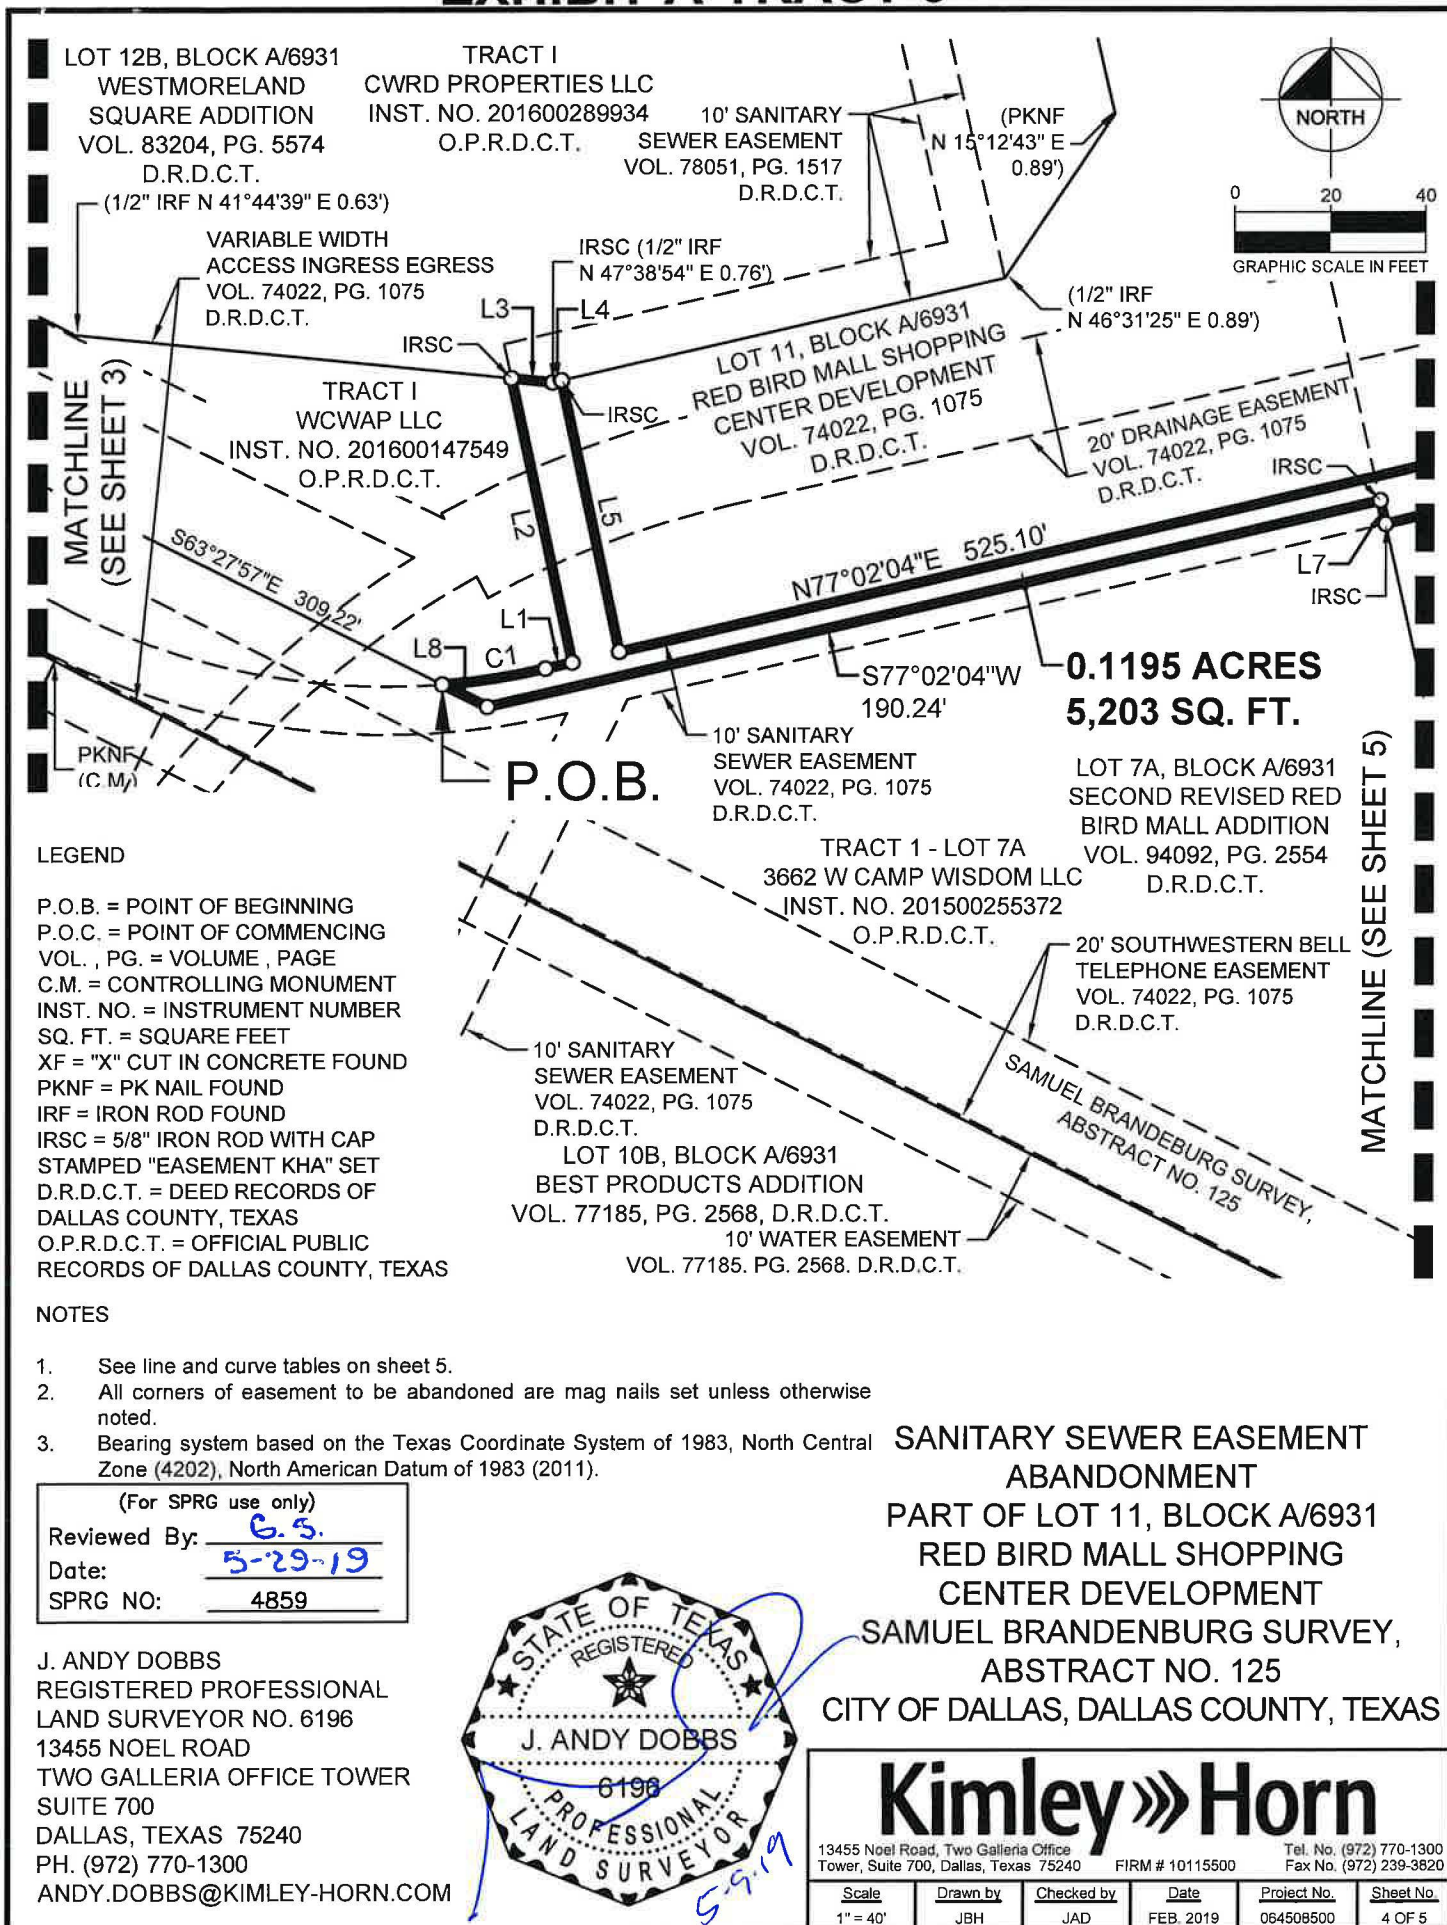 LOT 12B, BLOCK A/6931
WESTMORELAND
SQUARE ADDITION
VOL. 83204, PG. 5574
D.R.D.C.T.
(1/2" IRF N 41°44'39" E 0.63')
TRACT I
CWRD PROPERTIES LLC
INST. NO. 201600289934
O.P.R.D.C.T.
10' SANITARY
SEWER EASEMENT
VOL. 78051, PG. 1517
D.R.D.C.T.
(PKNF
N 15°12'43" E
0.89')
NORTH
0 20 40
GRAPHIC SCALE IN FEET
VARIABLE WIDTH
ACCESS INGRESS EGRESS
VOL. 74022, PG. 1075
D.R.D.C.T.
IRSC (1/2" IRF
N 47°38'54" E 0.76')
L3
L4
IRSC
IRSC
(1/2" IRF
N 46°31'25" E 0.89')
MATCHLINE
(SEE SHEET 3)
TRACT I
WCWAP LLC
INST. NO. 201600147549
O.P.R.D.C.T.
LOT 11, BLOCK A/6931
RED BIRD MALL SHOPPING
CENTER DEVELOPMENT
VOL. 74022, PG. 1075
D.R.D.C.T.
20' DRAINAGE EASEMENT
VOL. 74022, PG. 1075
D.R.D.C.T.
IRSC
L2
L5
S63°27'57"E 309.22'
N77°02'04"E 525.10'
L7
IRSC
L1
L8
C1
S77°02'04"W
190.24'
0.1195 ACRES
5,203 SQ. FT.
PKNF
(C.M.)
P.O.B.
10' SANITARY
SEWER EASEMENT
VOL. 74022, PG. 1075
D.R.D.C.T.
LOT 7A, BLOCK A/6931
SECOND REVISED RED
BIRD MALL ADDITION
VOL. 94092, PG. 2554
D.R.D.C.T.
MATCHLINE (SEE SHEET 5)
TRACT 1 - LOT 7A
3662 W CAMP WISDOM LLC
INST. NO. 201500255372
O.P.R.D.C.T.
20' SOUTHWESTERN BELL
TELEPHONE EASEMENT
VOL. 74022, PG. 1075
D.R.D.C.T.
SAMUEL BRANDEBURG SURVEY,
ABSTRACT NO. 125
10' SANITARY
SEWER EASEMENT
VOL. 74022, PG. 1075
D.R.D.C.T.
LOT 10B, BLOCK A/6931
BEST PRODUCTS ADDITION
VOL. 77185, PG. 2568, D.R.D.C.T.
10' WATER EASEMENT
VOL. 77185. PG. 2568. D.R.D.C.T.
LEGEND
P.O.B. = POINT OF BEGINNING
P.O.C. = POINT OF COMMENCING
VOL. , PG. = VOLUME , PAGE
C.M. = CONTROLLING MONUMENT
INST. NO. = INSTRUMENT NUMBER
SQ. FT. = SQUARE FEET
XF = "X" CUT IN CONCRETE FOUND
PKNF = PK NAIL FOUND
IRF = IRON ROD FOUND
IRSC = 5/8" IRON ROD WITH CAP
STAMPED "EASEMENT KHA" SET
D.R.D.C.T. = DEED RECORDS OF
DALLAS COUNTY, TEXAS
O.P.R.D.C.T. = OFFICIAL PUBLIC
RECORDS OF DALLAS COUNTY, TEXAS
NOTES
1. See line and curve tables on sheet 5.
2. All corners of easement to be abandoned are mag nails set unless otherwise
noted.
3. Bearing system based on the Texas Coordinate System of 1983, North Central
Zone (4202), North American Datum of 1983 (2011).
(For SPRG use only)
Reviewed By: G.S.
Date: 5-29-19
SPRG NO: 4859
J. ANDY DOBBS
REGISTERED PROFESSIONAL
LAND SURVEYOR NO. 6196
13455 NOEL ROAD
TWO GALLERIA OFFICE TOWER
SUITE 700
DALLAS, TEXAS 75240
PH. (972) 770-1300
ANDY.DOBBS@KIMLEY-HORN.COM
STATE OF TEXAS
REGISTERED
J. ANDY DOBBS
6196
PROFESSIONAL
LAND SURVEYOR
5-9-19
SANITARY SEWER EASEMENT
ABANDONMENT
PART OF LOT 11, BLOCK A/6931
RED BIRD MALL SHOPPING
CENTER DEVELOPMENT
SAMUEL BRANDENBURG SURVEY,
ABSTRACT NO. 125
CITY OF DALLAS, DALLAS COUNTY, TEXAS
Kimley»Horn
13455 Noel Road, Two Galleria Office
Tower, Suite 700, Dallas, Texas 75240
FIRM # 10115500
Tel. No. (972) 770-1300
Fax No. (972) 239-3820
Scale Drawn by Checked by Date Project No. Sheet No.
1" = 40' JBH JAD FEB. 2019 064508500 4 OF 5